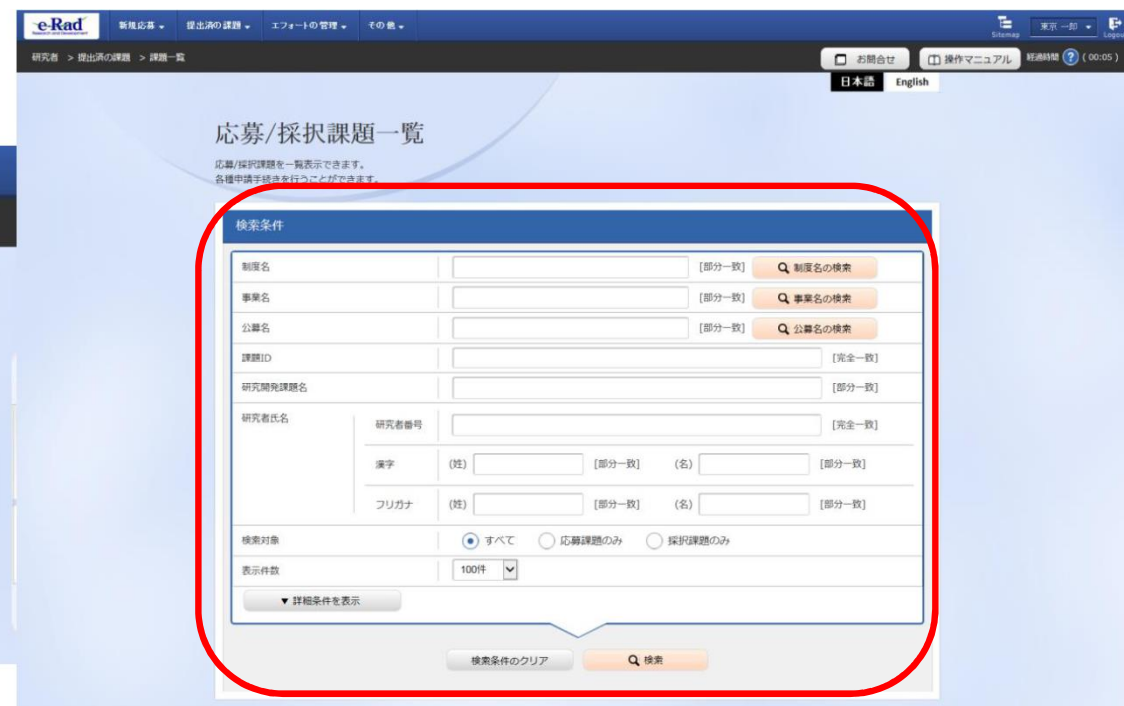 e-Rad
新規応募 提出済の課題 エフォートの管理 その他
Sitemap
東京 一郎
Logout
研究者 > 提出済の課題 > 課題一覧
お問合せ
操作マニュアル
経過時間 ? ( 00:05 )
日本語 English
応募/採択課題一覧
応募/採択課題を一覧表示できます。
各種申請手続きを行うことができます。
検索条件
制度名 [部分一致] 制度名の検索
事業名 [部分一致] 事業名の検索
公募名 [部分一致] 公募名の検索
課題ID [完全一致]
研究開発課題名 [部分一致]
研究者氏名 研究者番号 [完全一致]
漢字 (姓) [部分一致] (名) [部分一致]
フリガナ (姓) [部分一致] (名) [部分一致]
検索対象 すべて 応募課題のみ 採択課題のみ
表示件数 100件
▼ 詳細条件を表示
検索条件のクリア 検索